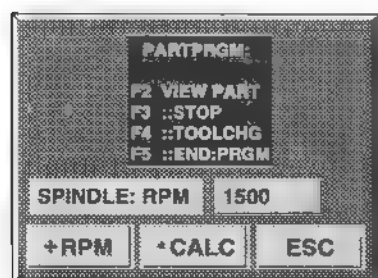 PARTPRGM:
F2 VIEW PART
F3 ::STOP
F4 ::TOOLCHG
F5 ::END:PRGM
SPINDLE: RPM 1500
+RPM *CALC ESC